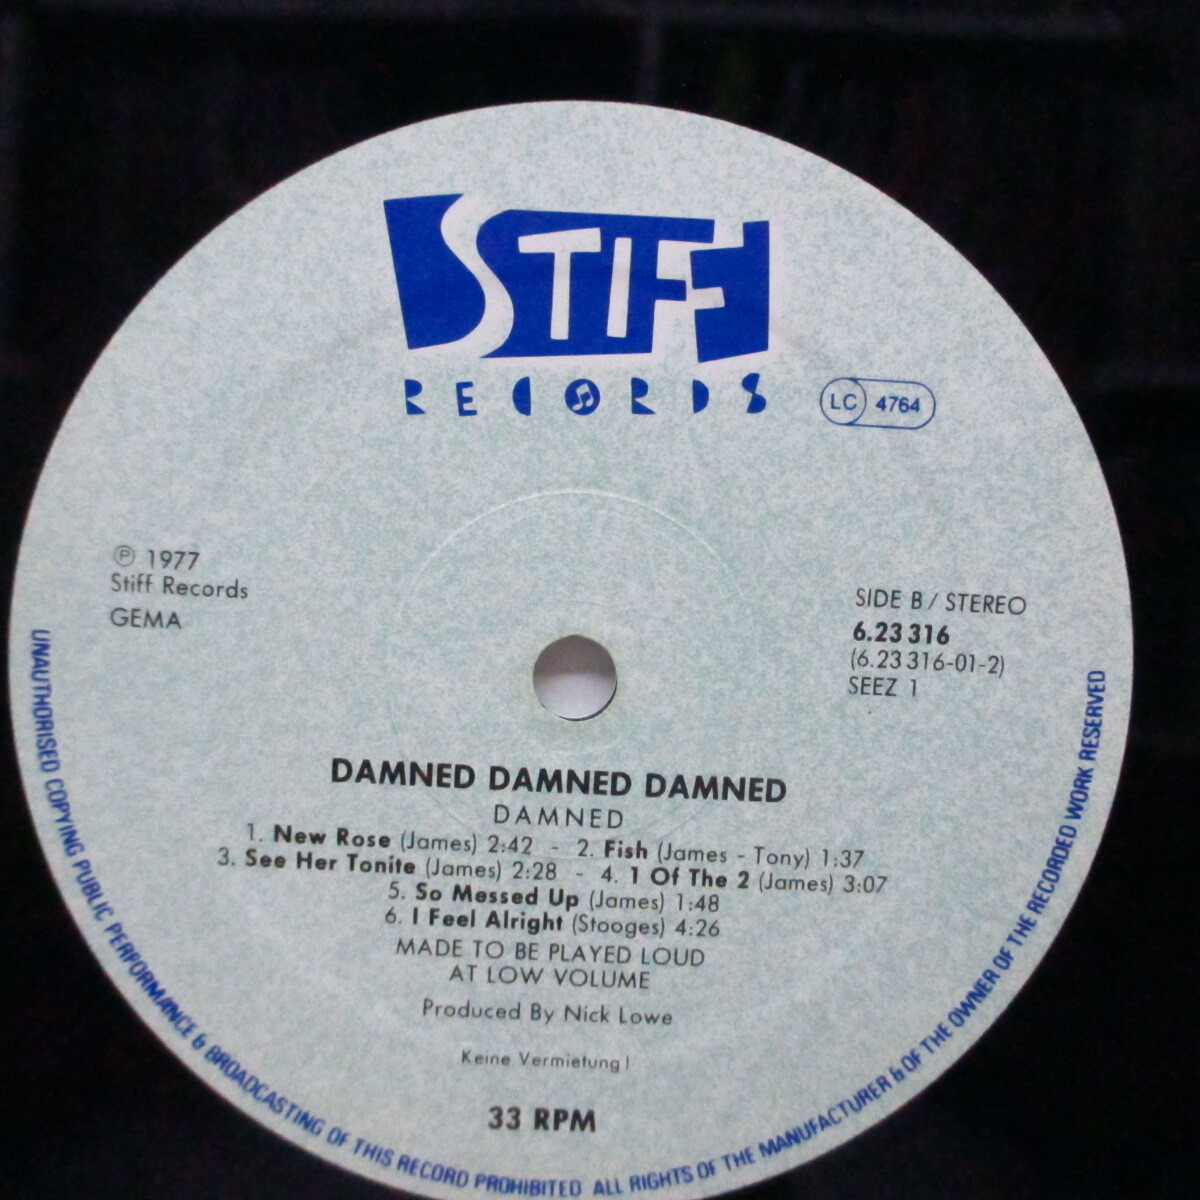 STIFF
RECORDS
LC 4764
℗ 1977
Stiff Records
GEMA
SIDE B / STEREO
6.23 316
(6.23 316-01-2)
SEEZ 1
DAMNED DAMNED DAMNED
DAMNED
1. New Rose (James) 2:42 - 2. Fish (James - Tony) 1:37
3. See Her Tonite (James) 2:28 - 4. 1 Of The 2 (James) 3:07
5. So Messed Up (James) 1:48
6. I Feel Alright (Stooges) 4:26
MADE TO BE PLAYED LOUD
AT LOW VOLUME
Produced By Nick Lowe
Keine Vermietung!
33 RPM
UNAUTHORISED COPYING PUBLIC PERFORMANCE & BROADCASTING OF THIS RECORD PROHIBITED ALL RIGHTS OF THE MANUFACTURER & OF THE OWNER OF THE RECORDED WORK RESERVED